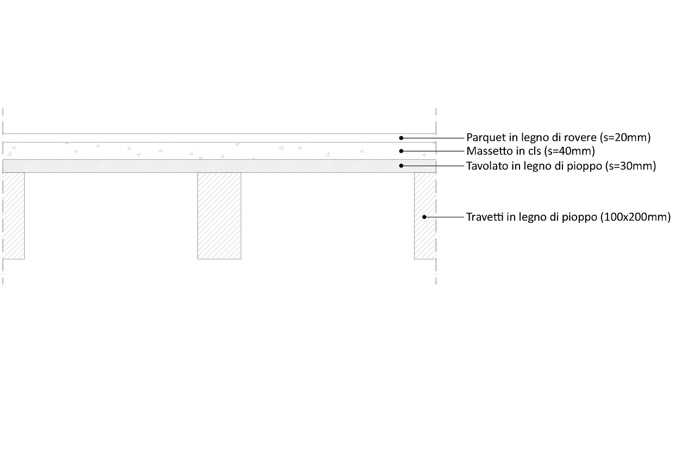 Parquet in legno di rovere (s=20mm)
Massetto in cls (s=40mm)
Tavolato in legno di pioppo (s=30mm)
Travetti in legno di pioppo (100x200mm)